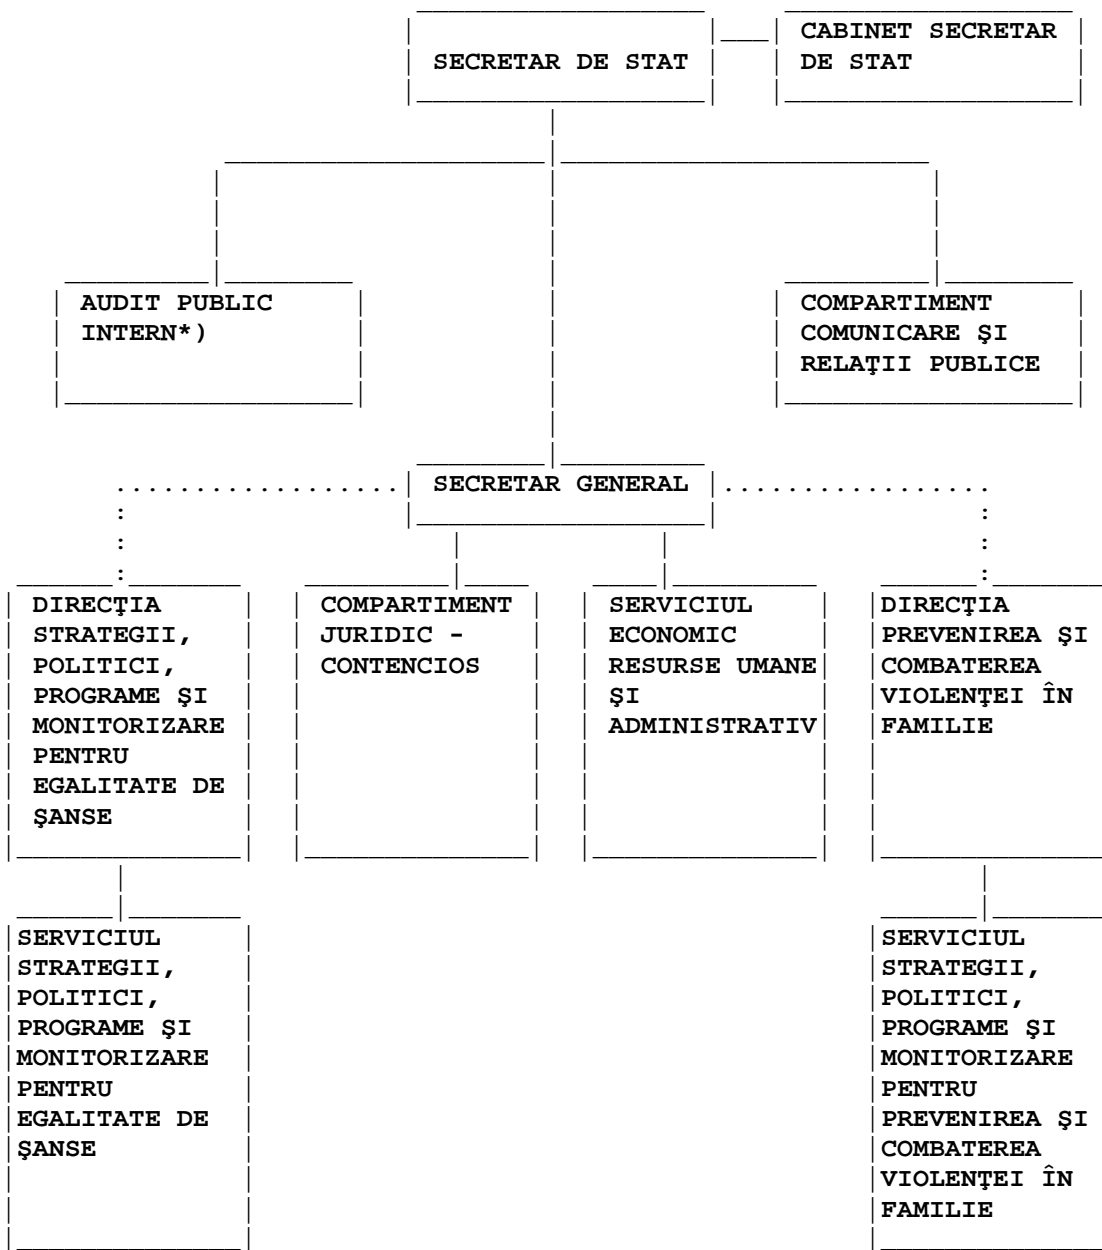 SECRETAR DE STAT
CABINET SECRETAR
DE STAT
AUDIT PUBLIC
INTERN*)
COMPARTIMENT
COMUNICARE ŞI
RELAŢII PUBLICE
SECRETAR GENERAL
DIRECŢIA
STRATEGII,
POLITICI,
PROGRAME ŞI
MONITORIZARE
PENTRU
EGALITATE DE
ŞANSE
COMPARTIMENT
JURIDIC -
CONTENCIOS
SERVICIUL
ECONOMIC
RESURSE UMANE
ŞI
ADMINISTRATIV
DIRECŢIA
PREVENIREA ŞI
COMBATEREA
VIOLENŢEI ÎN
FAMILIE
SERVICIUL
STRATEGII,
POLITICI,
PROGRAME ŞI
MONITORIZARE
PENTRU
EGALITATE DE
ŞANSE
SERVICIUL
STRATEGII,
POLITICI,
PROGRAME ŞI
MONITORIZARE
PENTRU
PREVENIREA ŞI
COMBATEREA
VIOLENŢEI ÎN
FAMILIE